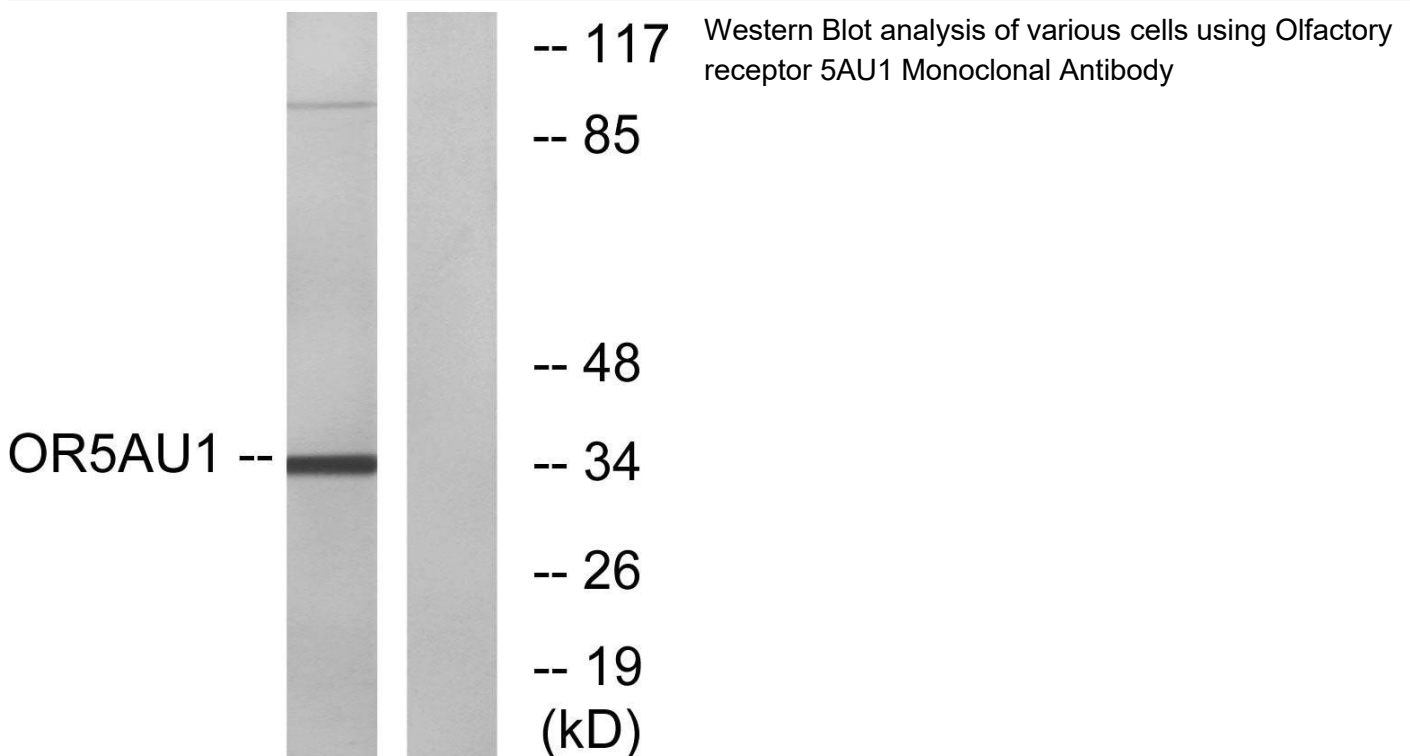 -- 117
Western Blot analysis of various cells using Olfactory
receptor 5AU1 Monoclonal Antibody
-- 85
-- 48
OR5AU1 --
-- 34
-- 26
-- 19
(kD)